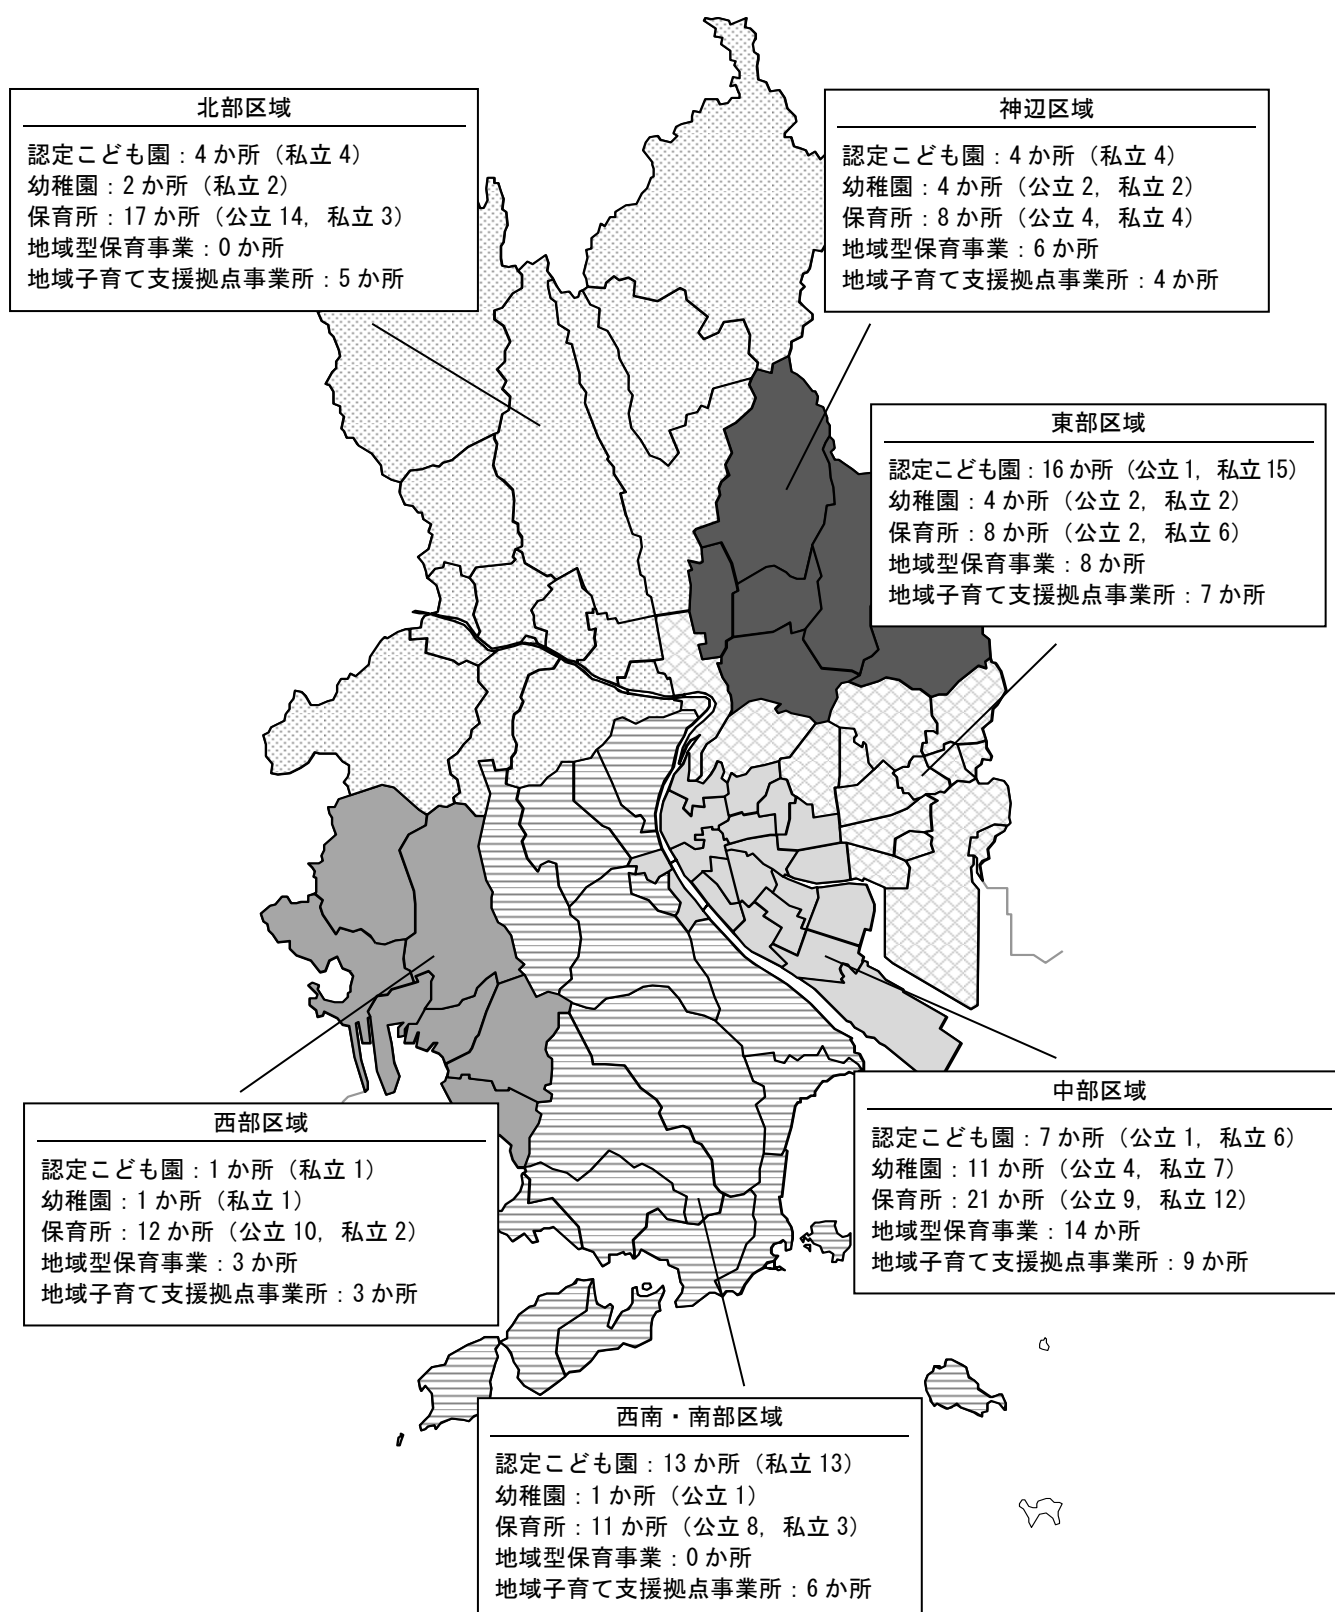 北部区域
認定こども園：4か所（私立4）
幼稚園：2か所（私立2）
保育所：17か所（公立14，私立3）
地域型保育事業：0か所
地域子育て支援拠点事業所：5か所
神辺区域
認定こども園：4か所（私立4）
幼稚園：4か所（公立2，私立2）
保育所：8か所（公立4，私立4）
地域型保育事業：6か所
地域子育て支援拠点事業所：4か所
東部区域
認定こども園：16か所（公立1，私立15）
幼稚園：4か所（公立2，私立2）
保育所：8か所（公立2，私立6）
地域型保育事業：8か所
地域子育て支援拠点事業所：7か所
西部区域
認定こども園：1か所（私立1）
幼稚園：1か所（私立1）
保育所：12か所（公立10，私立2）
地域型保育事業：3か所
地域子育て支援拠点事業所：3か所
中部区域
認定こども園：7か所（公立1，私立6）
幼稚園：11か所（公立4，私立7）
保育所：21か所（公立9，私立12）
地域型保育事業：14か所
地域子育て支援拠点事業所：9か所
西南・南部区域
認定こども園：13か所（私立13）
幼稚園：1か所（公立1）
保育所：11か所（公立8，私立3）
地域型保育事業：0か所
地域子育て支援拠点事業所：6か所